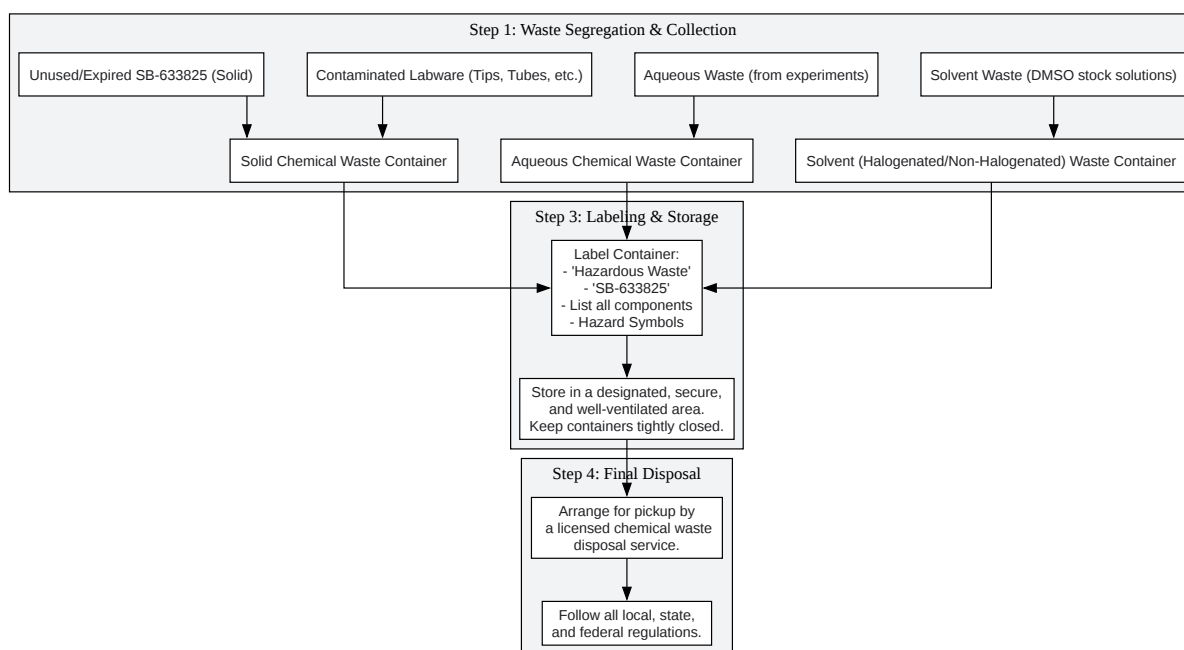 Step 1: Waste Segregation & Collection
Unused/Expired SB-633825 (Solid)
Contaminated Labware (Tips, Tubes, etc.)
Aqueous Waste (from experiments)
Solvent Waste (DMSO stock solutions)
Solid Chemical Waste Container
Aqueous Chemical Waste Container
Solvent (Halogenated/Non-Halogenated) Waste Container
Step 3: Labeling & Storage
Label Container:
- 'Hazardous Waste'
- 'SB-633825'
- List all components
- Hazard Symbols
Store in a designated, secure,
and well-ventilated area.
Keep containers tightly closed.
Step 4: Final Disposal
Arrange for pickup by
a licensed chemical waste
disposal service.
Follow all local, state,
and federal regulations.